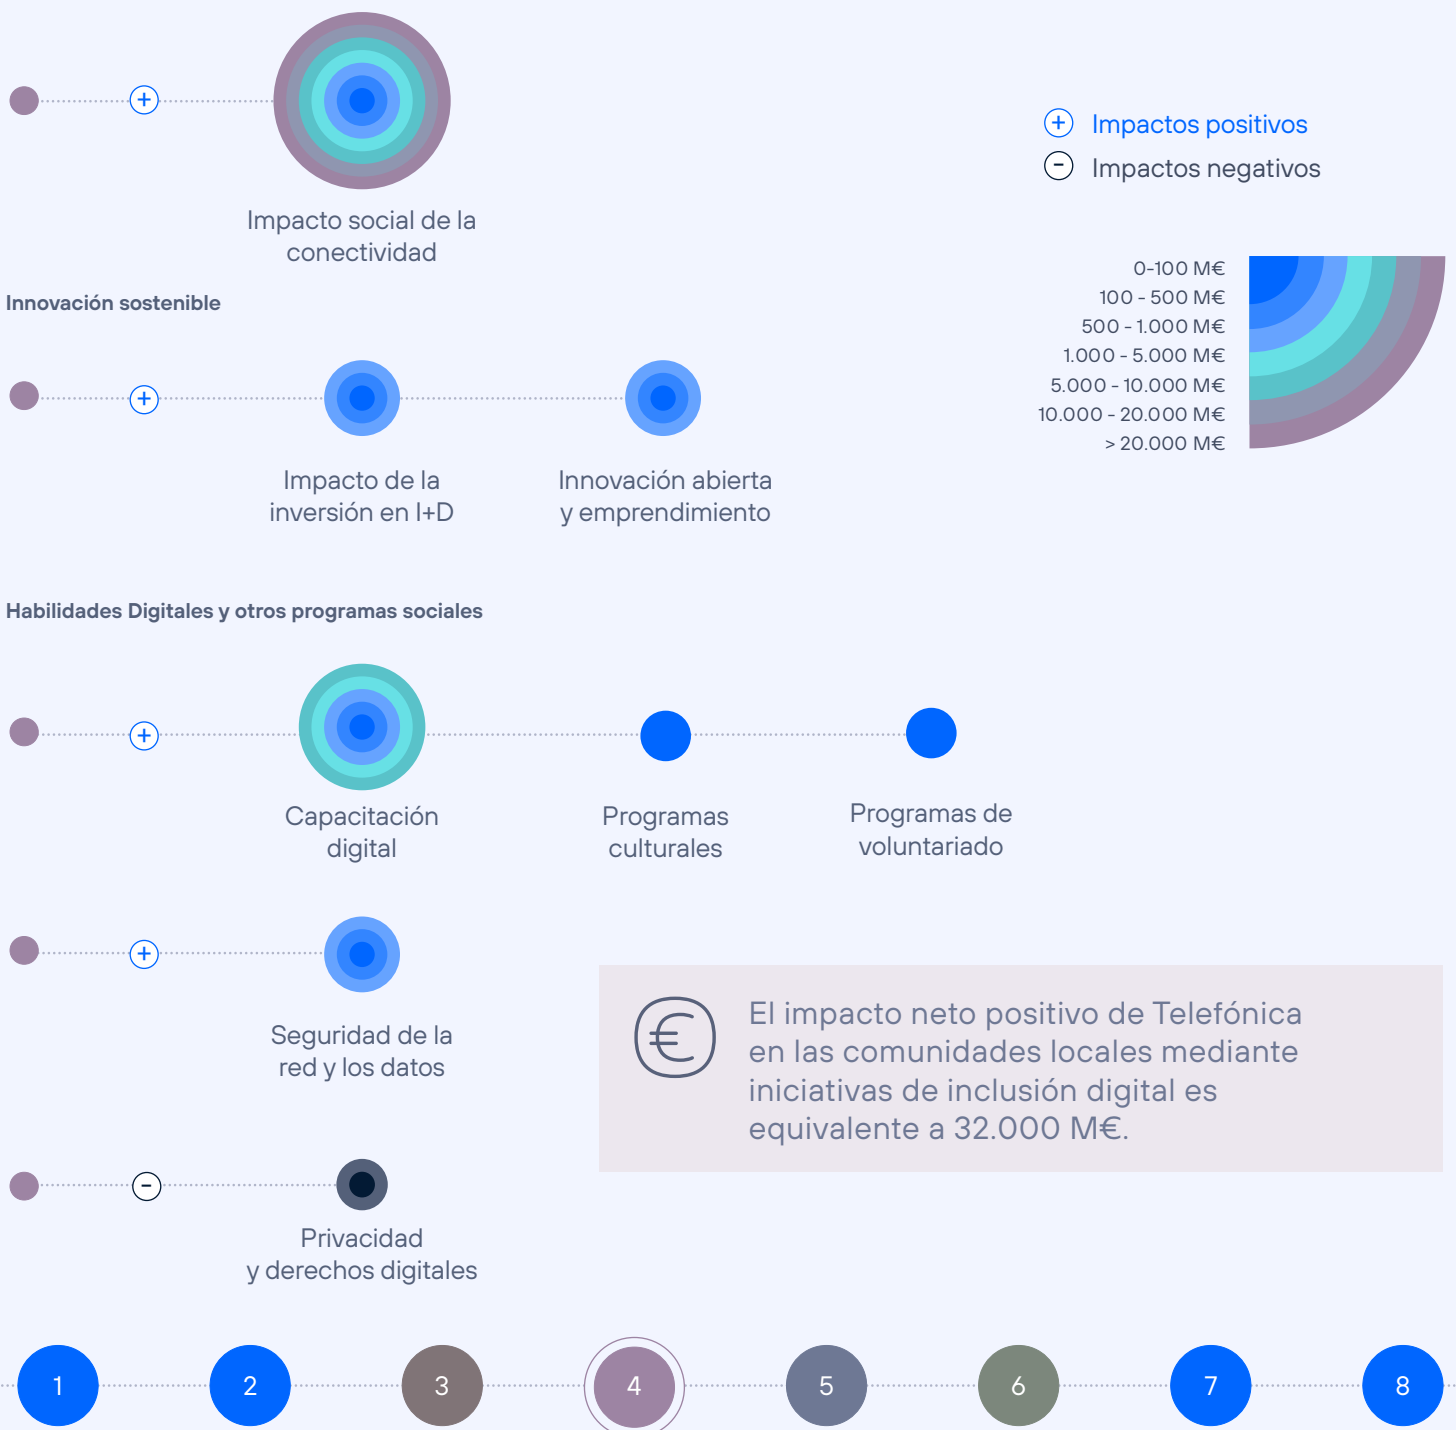 Impacto social de la
conectividad
+ Impactos positivos
- Impactos negativos
0-100 M€
100 - 500 M€
500 - 1.000 M€
1.000 - 5.000 M€
5.000 - 10.000 M€
10.000 - 20.000 M€
> 20.000 M€
Innovación sostenible
Impacto de la
inversión en I+D
Innovación abierta
y emprendimiento
Habilidades Digitales y otros programas sociales
Capacitación
digital
Programas
culturales
Programas de
voluntariado
Seguridad de la
red y los datos
€
El impacto neto positivo de Telefónica
en las comunidades locales mediante
iniciativas de inclusión digital es
equivalente a 32.000 M€.
Privacidad
y derechos digitales
1 2 3 4 5 6 7 8